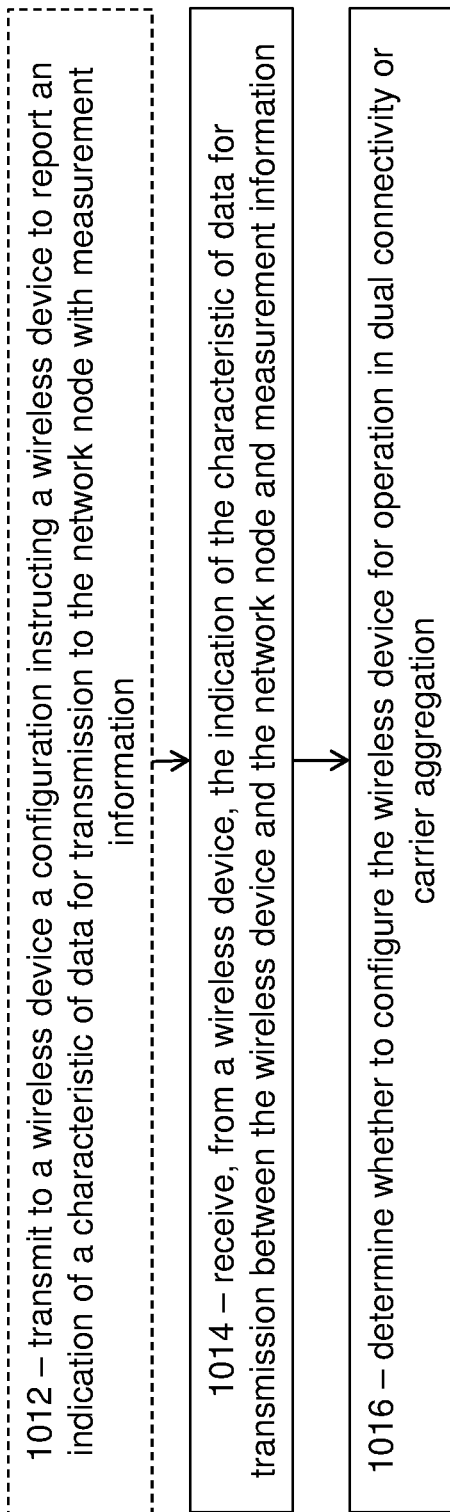 1012 – transmit to a wireless device a configuration instructing a wireless device to report an
indication of a characteristic of data for transmission to the network node with measurement
information
1014 – receive, from a wireless device, the indication of the characteristic of data for
transmission between the wireless device and the network node and measurement information
1016 – determine whether to configure the wireless device for operation in dual connectivity or
carrier aggregation